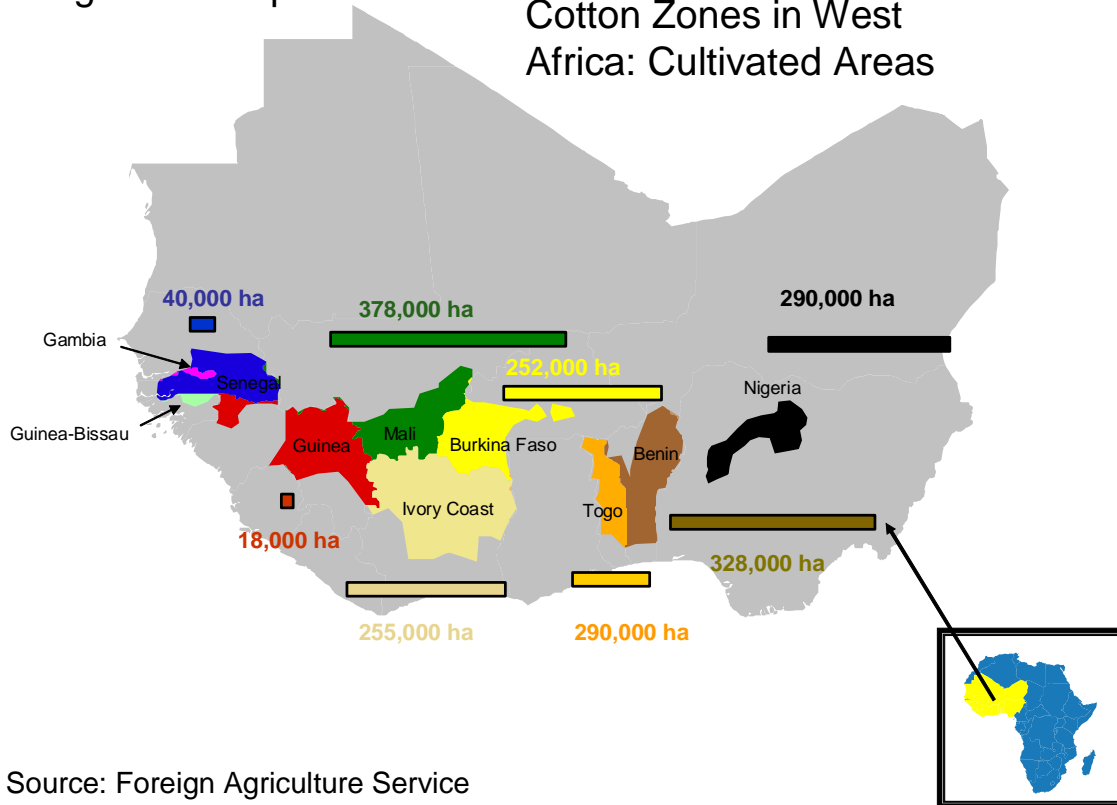 Cotton Zones in West
Africa: Cultivated Areas
40,000 ha
378,000 ha
290,000 ha
Gambia
252,000 ha
Senegal
Nigeria
Guinea-Bissau
Guinea
Mali
Burkina Faso
Benin
Ivory Coast
Togo
18,000 ha
328,000 ha
255,000 ha
290,000 ha
Source: Foreign Agriculture Service